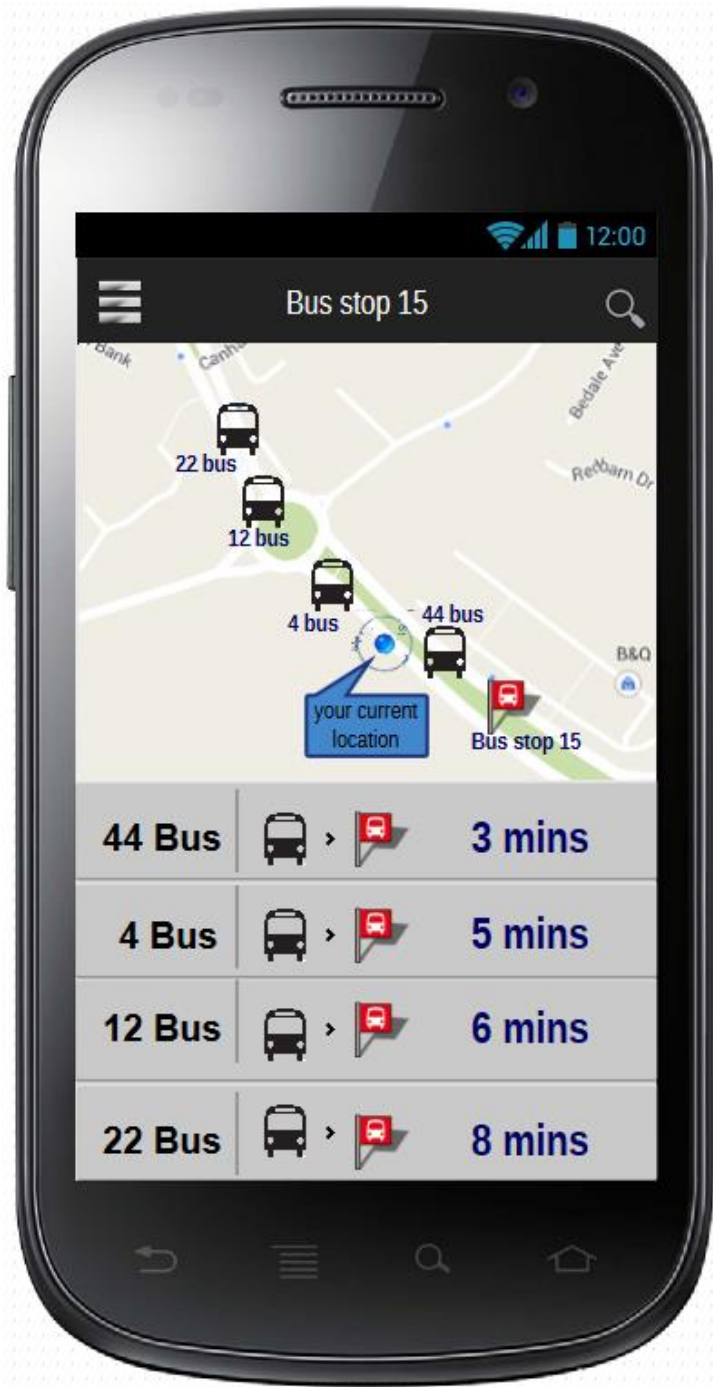 12:00
Bus stop 15
Bank
Bedale Ave
Redbarn Dr
22 bus
12 bus
4 bus
44 bus
B&Q
your current
location
Bus stop 15
44 Bus
3 mins
4 Bus
5 mins
12 Bus
6 mins
22 Bus
8 mins